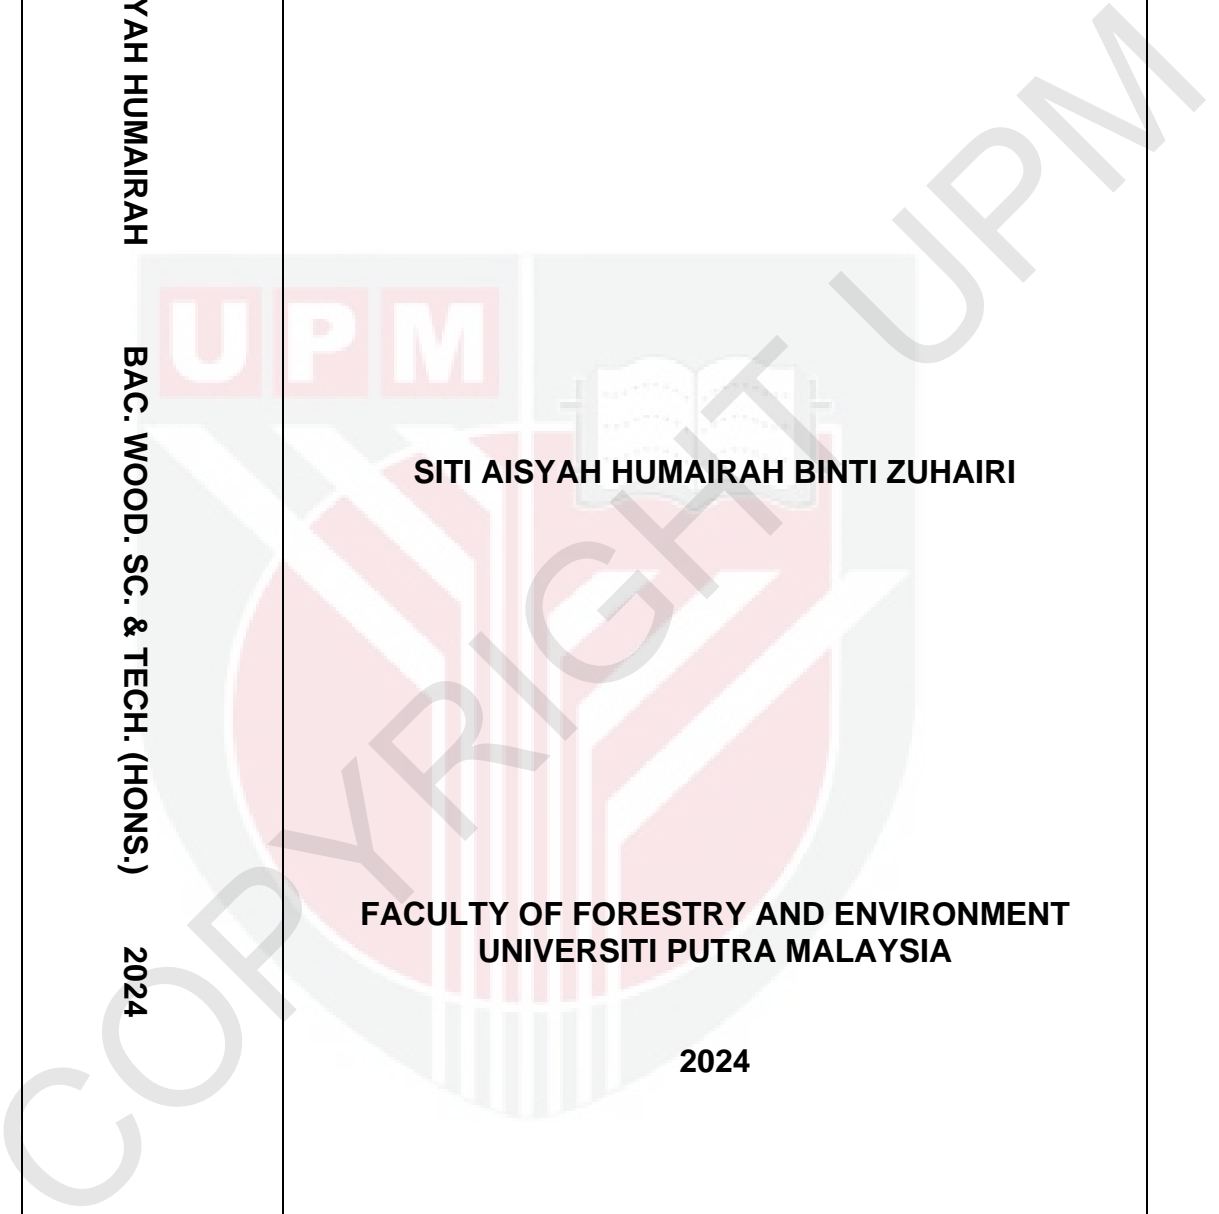 YAH HUMAIRAH BAC. WOOD. SC. & TECH. (HONS.) 2024
UPM
SITI AISYAH HUMAIRAH BINTI ZUHAIRI
FACULTY OF FORESTRY AND ENVIRONMENT
UNIVERSITI PUTRA MALAYSIA
2024
COPYRIGHT UPM